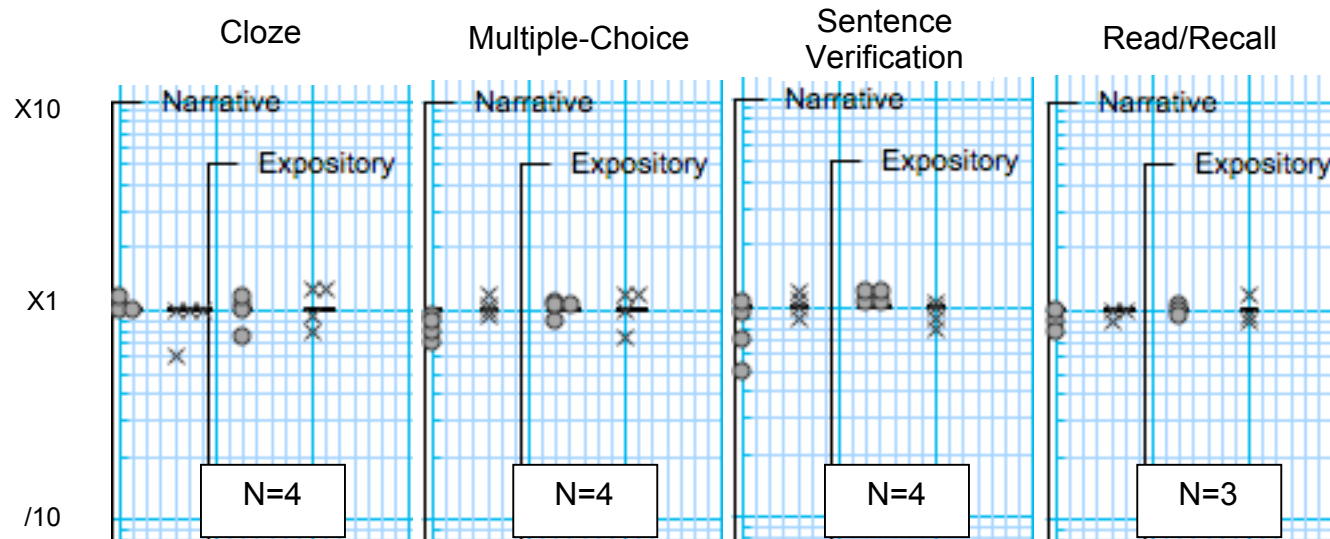 Cloze
Multiple-Choice
Sentence
Verification
Read/Recall
X10
Narrative
Narrative
Narrative
Narrative
Expository
Expository
Expository
Expository
X1
N=4
N=4
N=4
N=3
/10